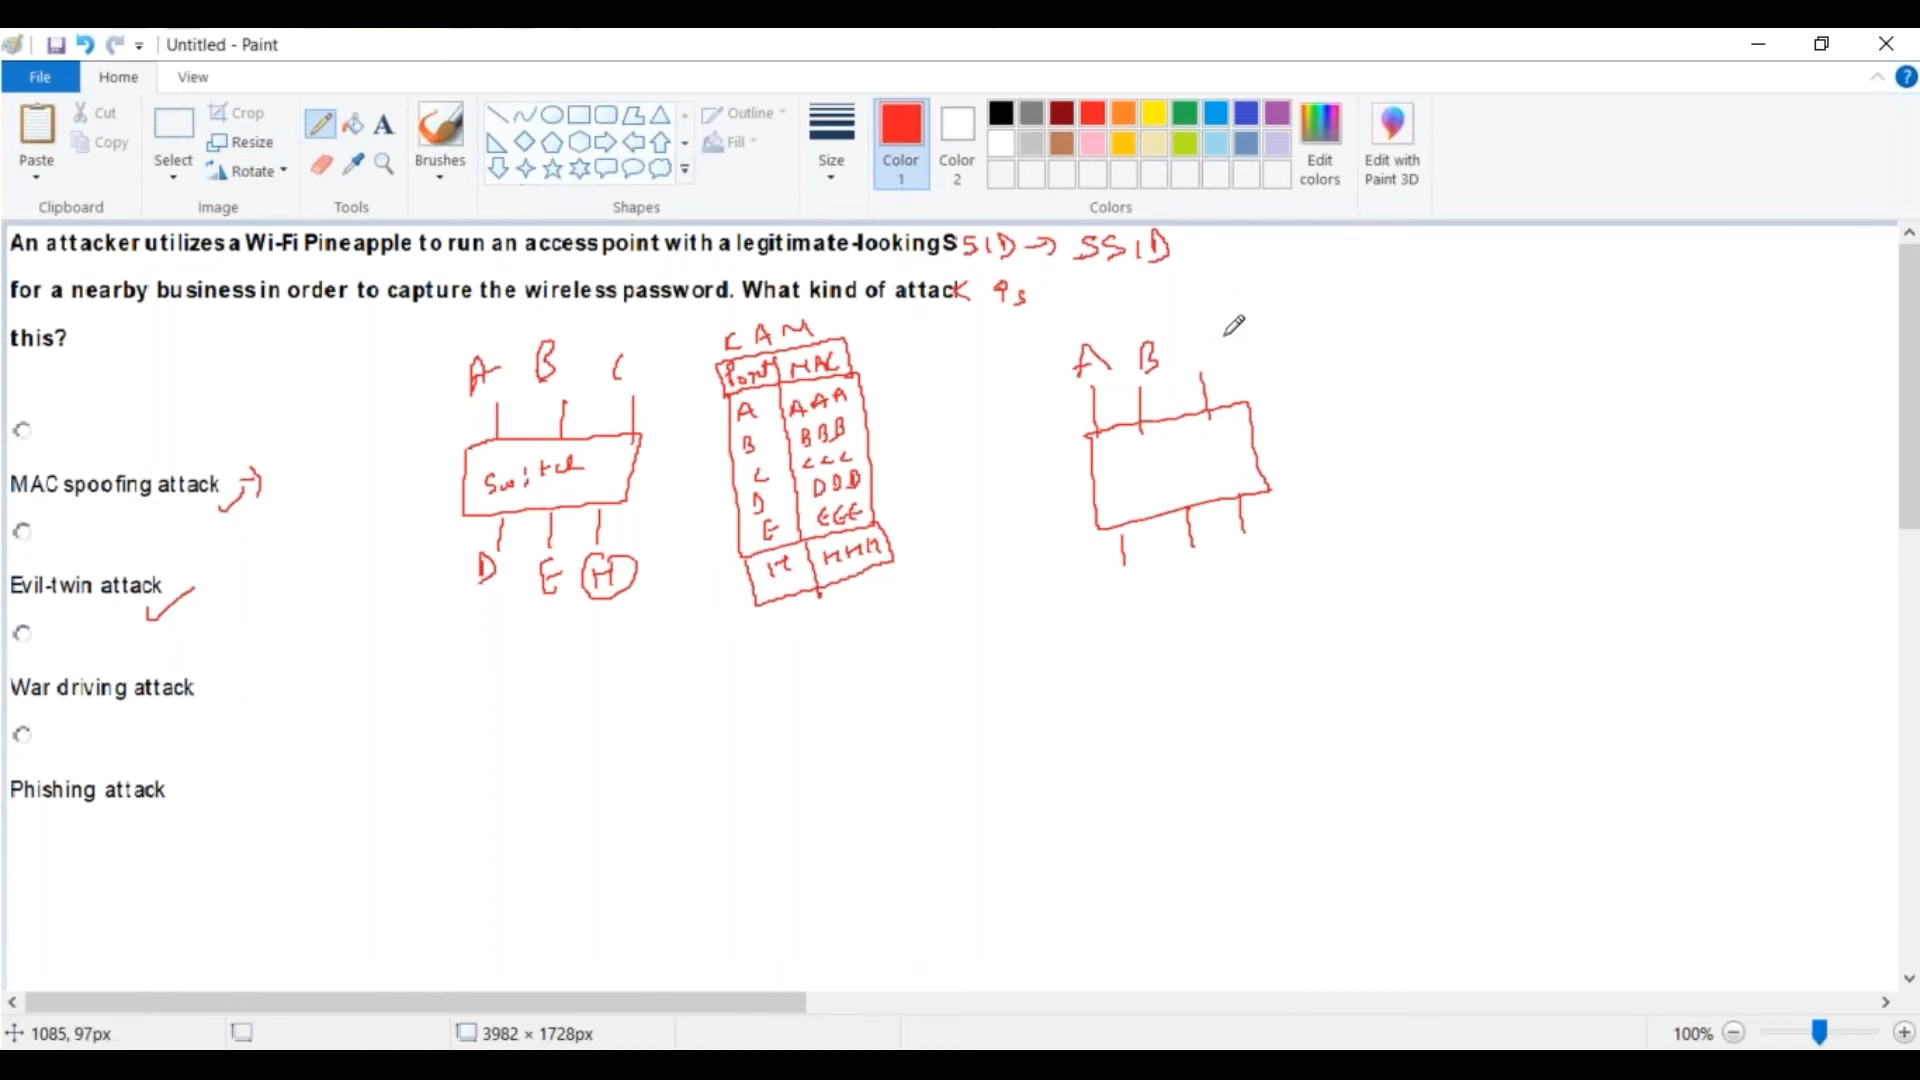 Untitled - Paint
File Home View
Paste Cut Copy Clipboard
Select Crop Resize Rotate Image
Tools
Brushes
Outline Fill Shapes
Size
Color 1 Color 2 Edit colors Colors
Edit with Paint 3D
An attacker utilizes a Wi-Fi Pineapple to run an access point with a legitimate-looking S SID → SSID
for a nearby business in order to capture the wireless password. What kind of attacK is
this?
A B C
CAM
Port MAC
A AAA
B BBB
C CCC
D DDD
E EEE
H HHH
Switch
D E H
A B
MAC spoofing attack
Evil-twin attack
War driving attack
Phishing attack
1085, 97px
3982 × 1728px
100%